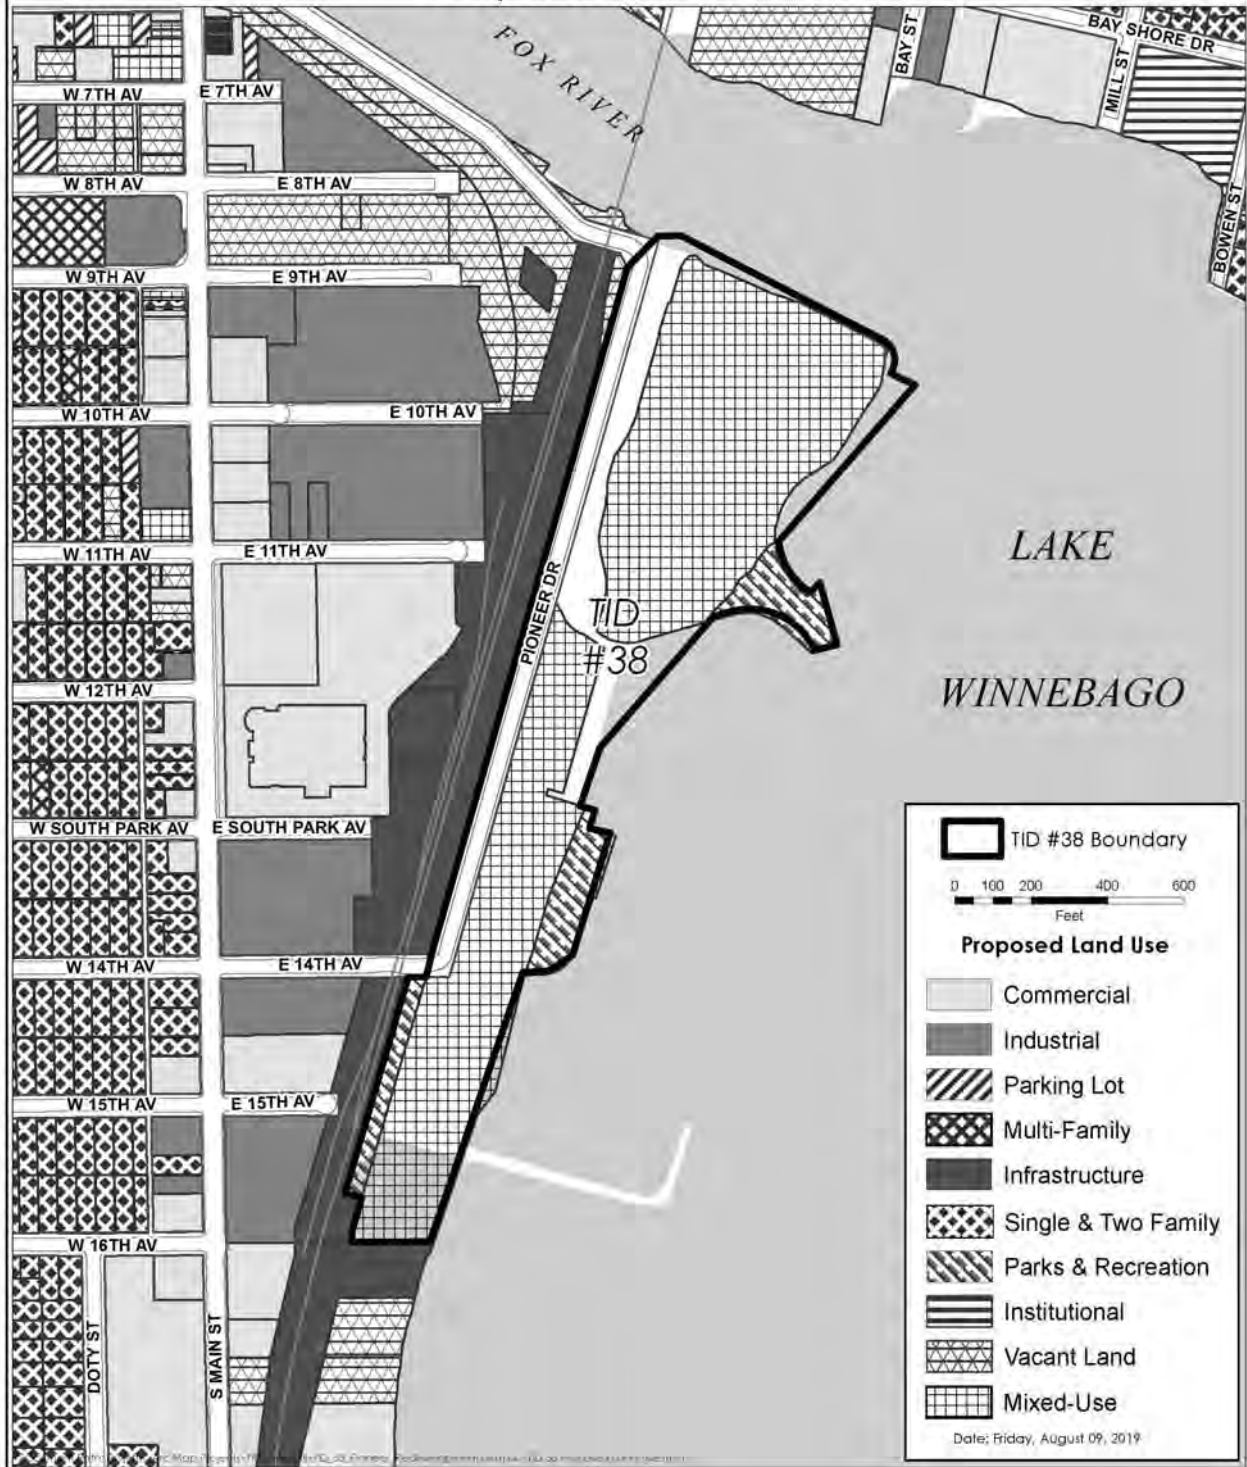 FOX RIVER
BAY ST
BAY SHORE DR
MILL ST
BOWEN ST
W 7TH AV
E 7TH AV
W 8TH AV
E 8TH AV
W 9TH AV
E 9TH AV
W 10TH AV
E 10TH AV
W 11TH AV
E 11TH AV
LAKE
WINNEBAGO
PIONEER DR
TID
#38
W 12TH AV
W SOUTH PARK AV
E SOUTH PARK AV
W 14TH AV
E 14TH AV
W 15TH AV
E 15TH AV
W 16TH AV
DOTY ST
S MAIN ST
TID #38 Boundary
0 100 200 400 600
Feet
Proposed Land Use
Commercial
Industrial
Parking Lot
Multi-Family
Infrastructure
Single & Two Family
Parks & Recreation
Institutional
Vacant Land
Mixed-Use
Date: Friday, August 09, 2019